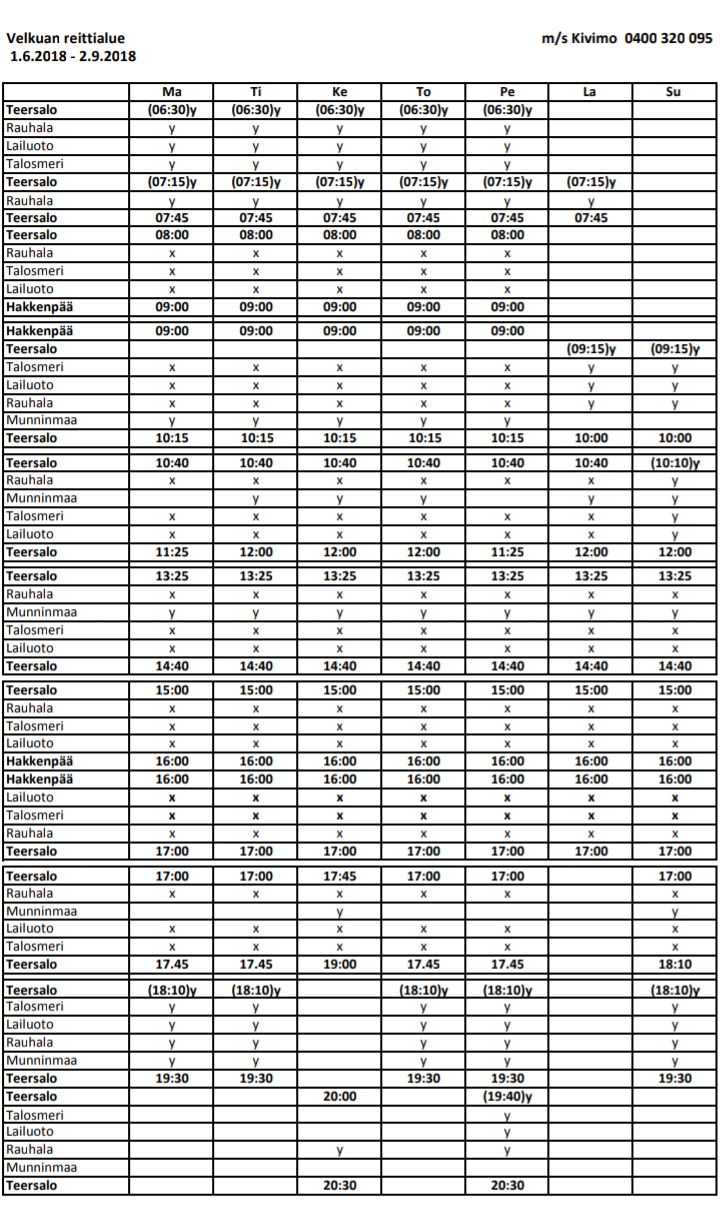 Velkuan reittialue m/s Kivimo 0400 320 095
1.6.2018 - 2.9.2018
Ma Ti Ke To Pe La Su
Teersalo (06:30)y (06:30)y (06:30)y (06:30)y (06:30)y
Rauhala y y y y y
Lailuoto y y y y y
Talosmeri y y y y y
Teersalo (07:15)y (07:15)y (07:15)y (07:15)y (07:15)y (07:15)y
Rauhala y y y y y y
Teersalo 07:45 07:45 07:45 07:45 07:45 07:45
Teersalo 08:00 08:00 08:00 08:00 08:00
Rauhala x x x x x
Talosmeri x x x x x
Lailuoto x x x x x
Hakkenpää 09:00 09:00 09:00 09:00 09:00
Hakkenpää 09:00 09:00 09:00 09:00 09:00
Teersalo (09:15)y (09:15)y
Talosmeri x x x x x y y
Lailuoto x x x x x y y
Rauhala x x x x x y y
Munninmaa y y y y y
Teersalo 10:15 10:15 10:15 10:15 10:15 10:00 10:00
Teersalo 10:40 10:40 10:40 10:40 10:40 10:40 (10:10)y
Rauhala x x x x x x y
Munninmaa y y y y y
Talosmeri x x x x x x y
Lailuoto x x x x x x y
Teersalo 11:25 12:00 12:00 12:00 11:25 12:00 12:00
Teersalo 13:25 13:25 13:25 13:25 13:25 13:25 13:25
Rauhala x x x x x x x
Munninmaa y y y y y y y
Talosmeri x x x x x x x
Lailuoto x x x x x x x
Teersalo 14:40 14:40 14:40 14:40 14:40 14:40 14:40
Teersalo 15:00 15:00 15:00 15:00 15:00 15:00 15:00
Rauhala x x x x x x x
Talosmeri x x x x x x x
Lailuoto x x x x x x x
Hakkenpää 16:00 16:00 16:00 16:00 16:00 16:00 16:00
Hakkenpää 16:00 16:00 16:00 16:00 16:00 16:00 16:00
Lailuoto x x x x x x x
Talosmeri x x x x x x x
Rauhala x x x x x x x
Teersalo 17:00 17:00 17:00 17:00 17:00 17:00 17:00
Teersalo 17:00 17:00 17:45 17:00 17:00 17:00
Rauhala x x x x x x
Munninmaa y y
Lailuoto x x x x x x
Talosmeri x x x x x x
Teersalo 17.45 17.45 19:00 17.45 17.45 18:10
Teersalo (18:10)y (18:10)y (18:10)y (18:10)y (18:10)y
Talosmeri y y y y y
Lailuoto y y y y y
Rauhala y y y y y
Munninmaa y y y y y
Teersalo 19:30 19:30 19:30 19:30 19:30
Teersalo 20:00 (19:40)y
Talosmeri y
Lailuoto y
Rauhala y y
Munninmaa
Teersalo 20:30 20:30